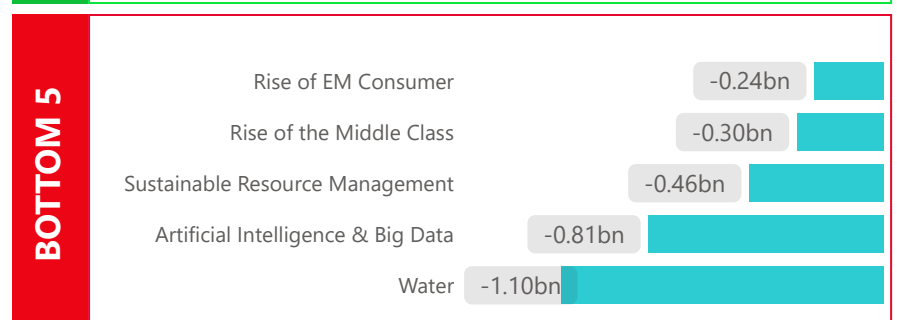 BOTTOM 5
Rise of EM Consumer -0.24bn
Rise of the Middle Class -0.30bn
Sustainable Resource Management -0.46bn
Artificial Intelligence & Big Data -0.81bn
Water -1.10bn